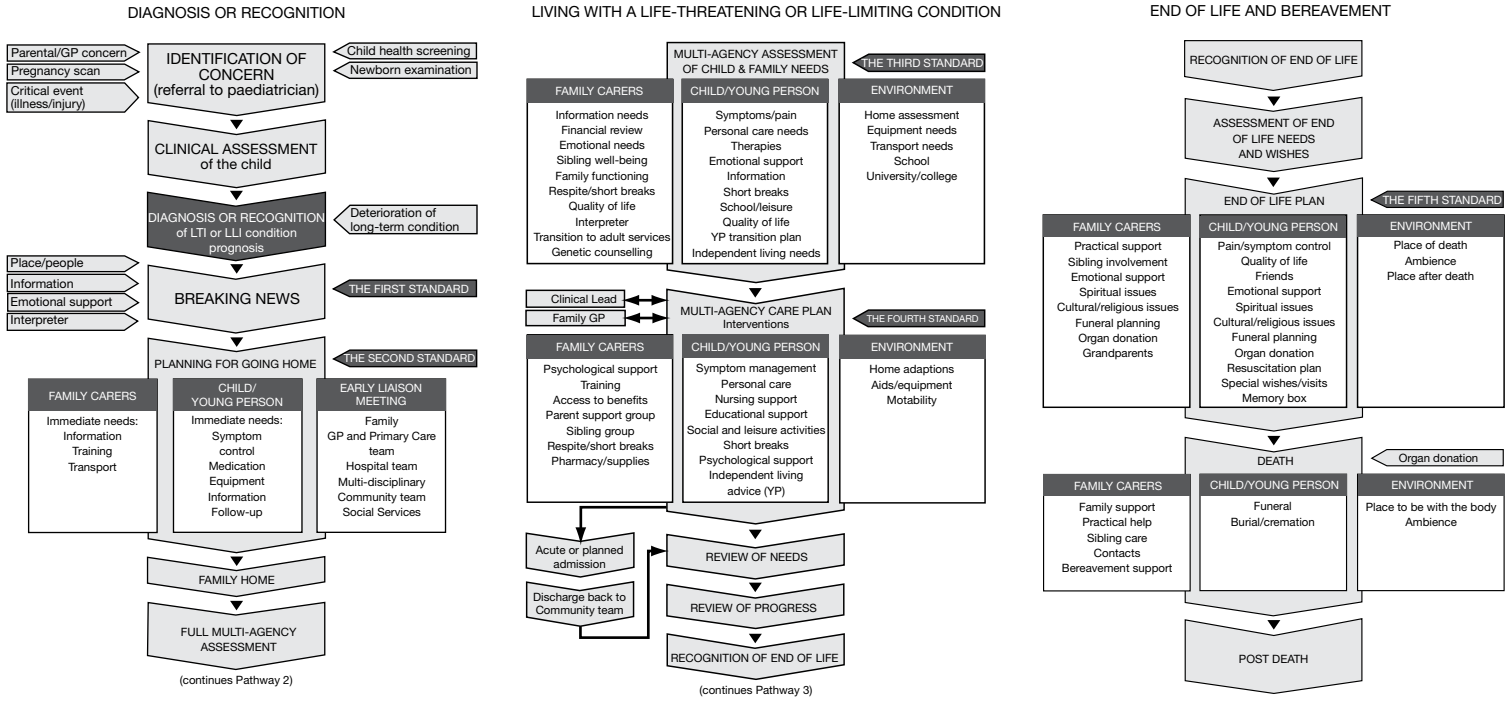 DIAGNOSIS OR RECOGNITION
Parental/GP concern
Pregnancy scan
Critical event
(illness/injury)
IDENTIFICATION OF
CONCERN
(referral to paediatrician)
Child health screening
Newborn examination
CLINICAL ASSESSMENT
of the child
DIAGNOSIS OR RECOGNITION
of LTI or LLI condition
prognosis
Deterioration of
long-term condition
Place/people
Information
Emotional support
Interpreter
BREAKING NEWS
THE FIRST STANDARD
PLANNING FOR GOING HOME
THE SECOND STANDARD
FAMILY CARERS
Immediate needs:
Information
Training
Transport
CHILD/
YOUNG PERSON
Immediate needs:
Symptom
control
Medication
Equipment
Information
Follow-up
EARLY LIAISON
MEETING
Family
GP and Primary Care
team
Hospital team
Multi-disciplinary
Community team
Social Services
FAMILY HOME
FULL MULTI-AGENCY
ASSESSMENT
(continues Pathway 2)
LIVING WITH A LIFE-THREATENING OR LIFE-LIMITING CONDITION
MULTI-AGENCY ASSESSMENT
OF CHILD & FAMILY NEEDS
THE THIRD STANDARD
FAMILY CARERS
Information needs
Financial review
Emotional needs
Sibling well-being
Family functioning
Respite/short breaks
Quality of life
Interpreter
Transition to adult services
Genetic counselling
CHILD/YOUNG PERSON
Symptoms/pain
Personal care needs
Therapies
Emotional support
Information
Short breaks
School/leisure
Quality of life
YP transition plan
Independent living needs
ENVIRONMENT
Home assessment
Equipment needs
Transport needs
School
University/college
Clinical Lead
Family GP
MULTI-AGENCY CARE PLAN
Interventions
THE FOURTH STANDARD
FAMILY CARERS
Psychological support
Training
Access to benefits
Parent support group
Sibling group
Respite/short breaks
Pharmacy/supplies
CHILD/YOUNG PERSON
Symptom management
Personal care
Nursing support
Educational support
Social and leisure activities
Short breaks
Psychological support
Independent living
advice (YP)
ENVIRONMENT
Home adaptions
Aids/equipment
Motability
Acute or planned
admission
Discharge back to
Community team
REVIEW OF NEEDS
REVIEW OF PROGRESS
RECOGNITION OF END OF LIFE
(continues Pathway 3)
END OF LIFE AND BEREAVEMENT
RECOGNITION OF END OF LIFE
ASSESSMENT OF END
OF LIFE NEEDS
AND WISHES
END OF LIFE PLAN
THE FIFTH STANDARD
FAMILY CARERS
Practical support
Sibling involvement
Emotional support
Spiritual issues
Cultural/religious issues
Funeral planning
Organ donation
Grandparents
CHILD/YOUNG PERSON
Pain/symptom control
Quality of life
Friends
Emotional support
Spiritual issues
Cultural/religious issues
Funeral planning
Organ donation
Resuscitation plan
Special wishes/visits
Memory box
ENVIRONMENT
Place of death
Ambience
Place after death
DEATH
Organ donation
FAMILY CARERS
Family support
Practical help
Sibling care
Contacts
Bereavement support
CHILD/YOUNG PERSON
Funeral
Burial/cremation
ENVIRONMENT
Place to be with the body
Ambience
POST DEATH